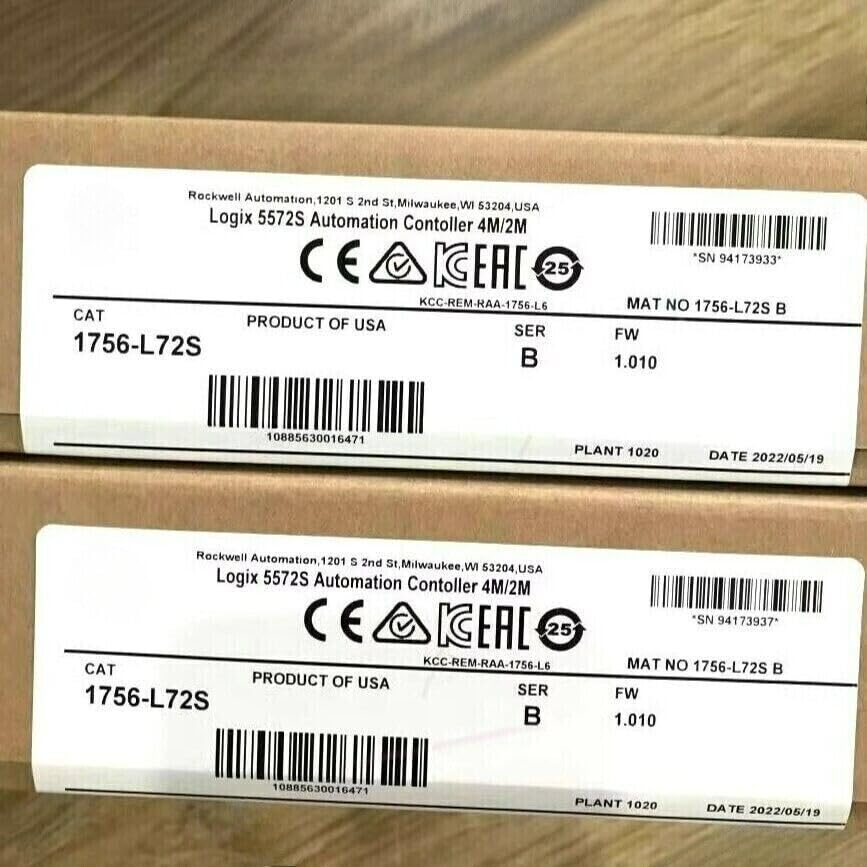 Rockwell Automation,1201 S 2nd St,Milwaukee,WI 53204,USA
Logix 5572S Automation Contoller 4M/2M
*SN 94173933*
CE KC EAC 25
KCC-REM-RAA-1756-L6
MAT NO 1756-L72S B
CAT
PRODUCT OF USA
SER
FW
1756-L72S
B
1.010
10885630016471
PLANT 1020
DATE 2022/05/19
Rockwell Automation,1201 S 2nd St,Milwaukee,WI 53204,USA
Logix 5572S Automation Contoller 4M/2M
*SN 94173937*
CE KC EAC 25
KCC-REM-RAA-1756-L6
MAT NO 1756-L72S B
CAT
PRODUCT OF USA
SER
FW
1756-L72S
B
1.010
10885630016471
PLANT 1020
DATE 2022/05/19